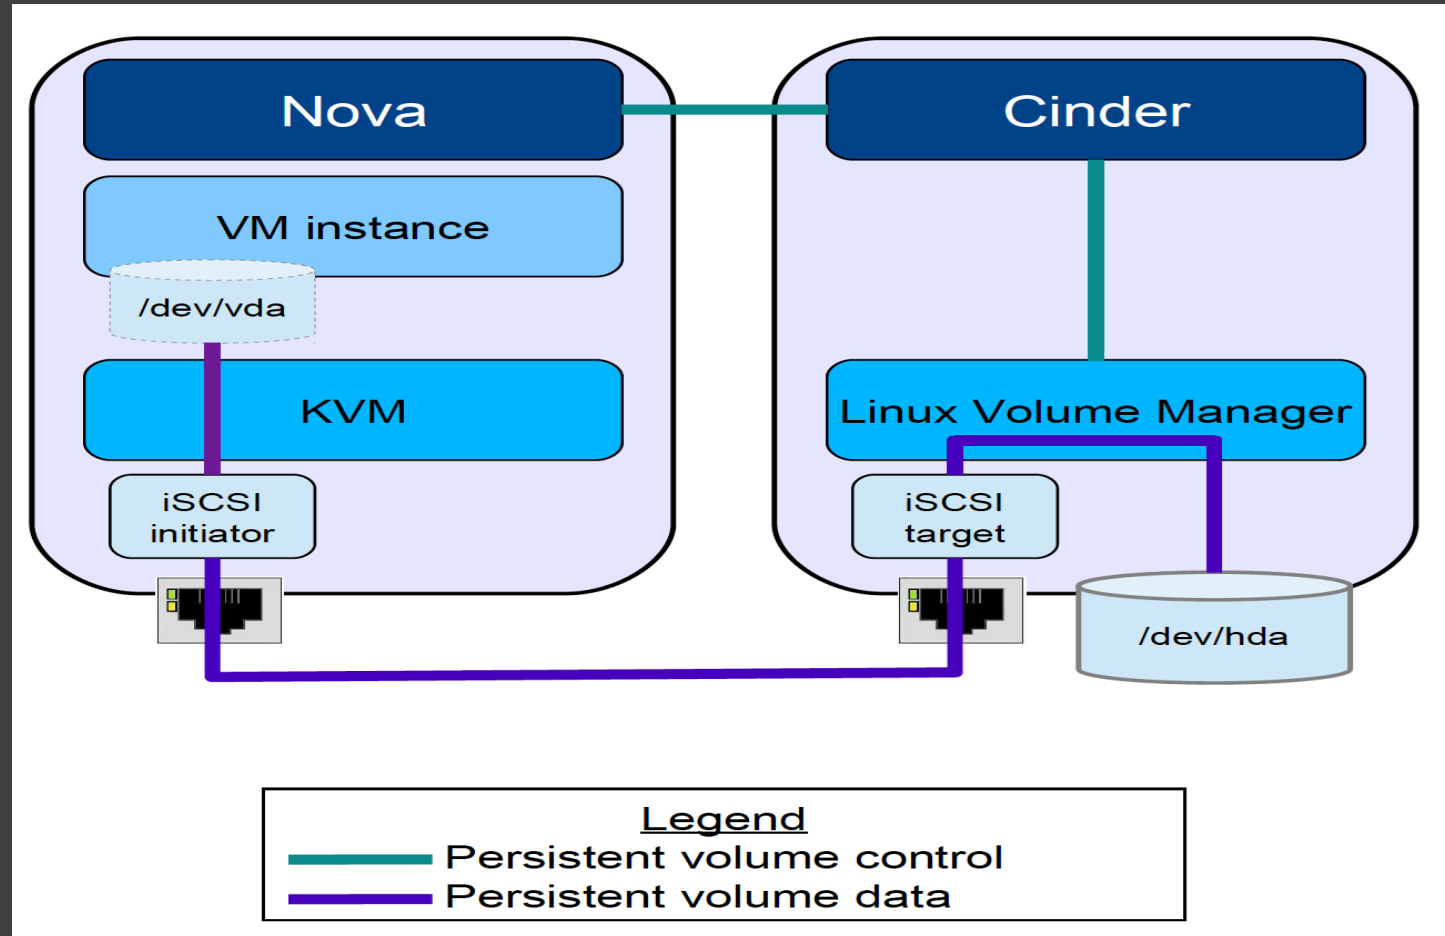 Nova
VM instance
/dev/vda
KVM
iSCSI
initiator
Cinder
Linux Volume Manager
iSCSI
target
/dev/hda
Legend
Persistent volume control
Persistent volume data